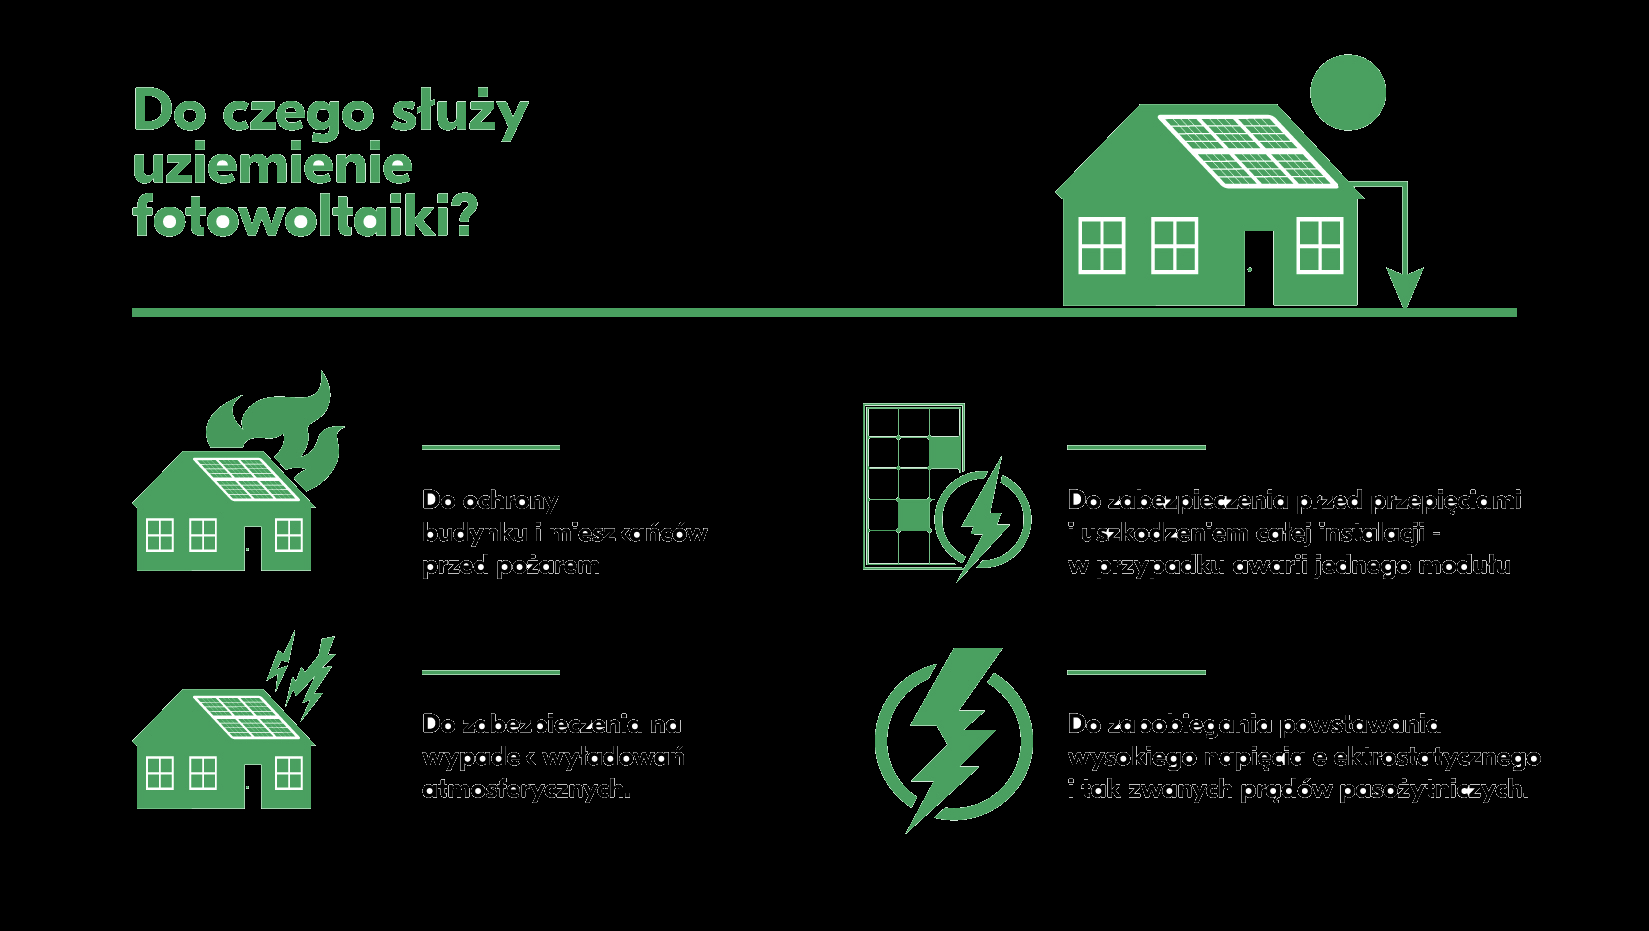 Do czego służy
uziemienie
fotowoltaiki?
Do ochrony
budynku i mieszkańców
przed pożarem
Do zabezpieczenia przed przepięciami
i uszkodzeniem całej instalacji -
w przypadku awarii jednego modułu
Do zabezpieczenia na
wypadek wyładowań
atmosferycznych.
Do zapobiegania powstawania
wysokiego napięcia elektrostatycznego
i tak zwanych prądów pasożytniczych.